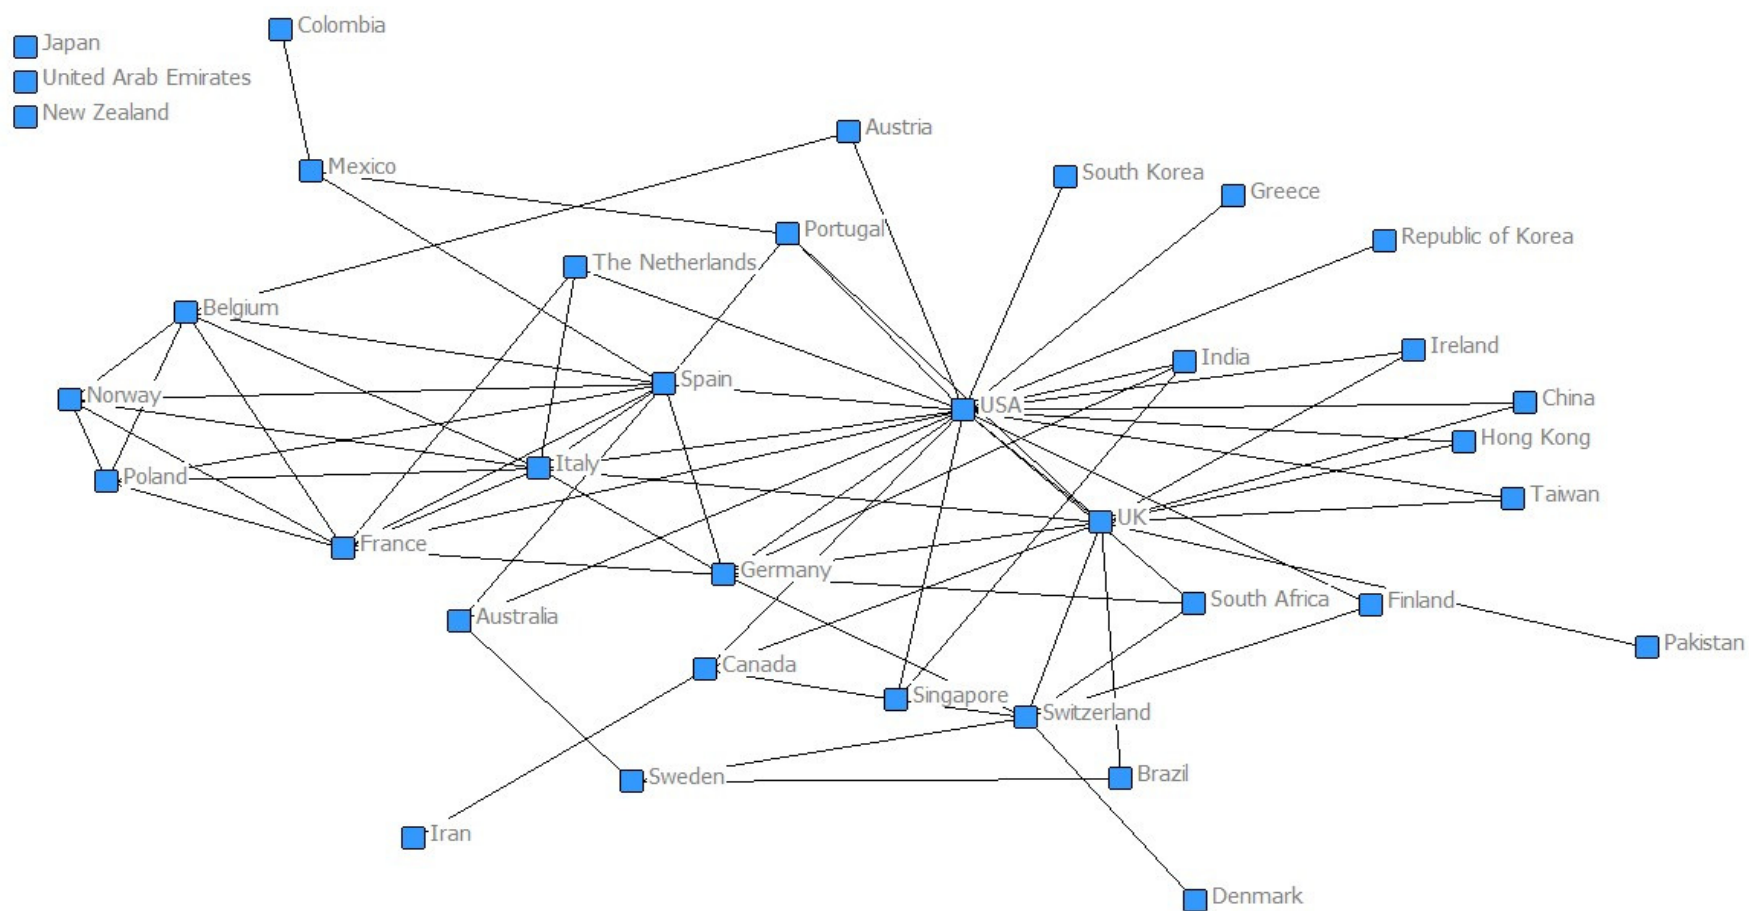 Colombia
Japan
United Arab Emirates
New Zealand
Austria
Mexico
South Korea
Greece
Portugal
Republic of Korea
The Netherlands
Belgium
Ireland
India
Spain
Norway
USA
China
Hong Kong
Italy
Poland
Taiwan
UK
France
Germany
South Africa
Finland
Australia
Pakistan
Canada
Singapore
Switzerland
Sweden
Brazil
Iran
Denmark